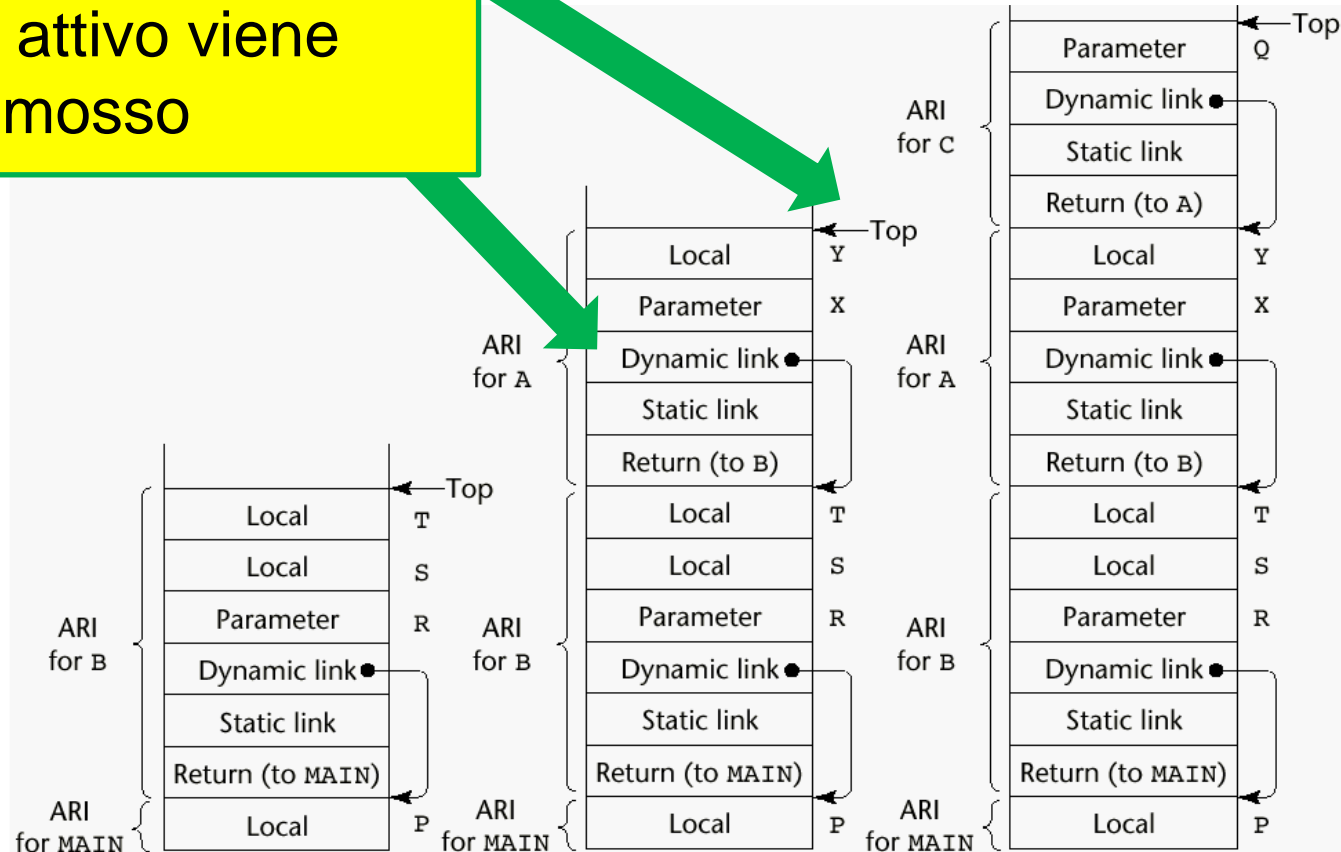 attivo viene
mosso
Top
Local
T
Local
S
Parameter
R
Dynamic link
Static link
Return (to MAIN)
Local
P
ARI
for B
ARI
for MAIN
Top
Local
Y
Parameter
X
Dynamic link
Static link
Return (to B)
Local
T
Local
S
Parameter
R
Dynamic link
Static link
Return (to MAIN)
Local
P
ARI
for A
ARI
for B
ARI
for MAIN
Top
Parameter
Q
Dynamic link
Static link
Return (to A)
Local
Y
Parameter
X
Dynamic link
Static link
Return (to B)
Local
T
Local
S
Parameter
R
Dynamic link
Static link
Return (to MAIN)
Local
P
ARI
for C
ARI
for A
ARI
for B
ARI
for MAIN